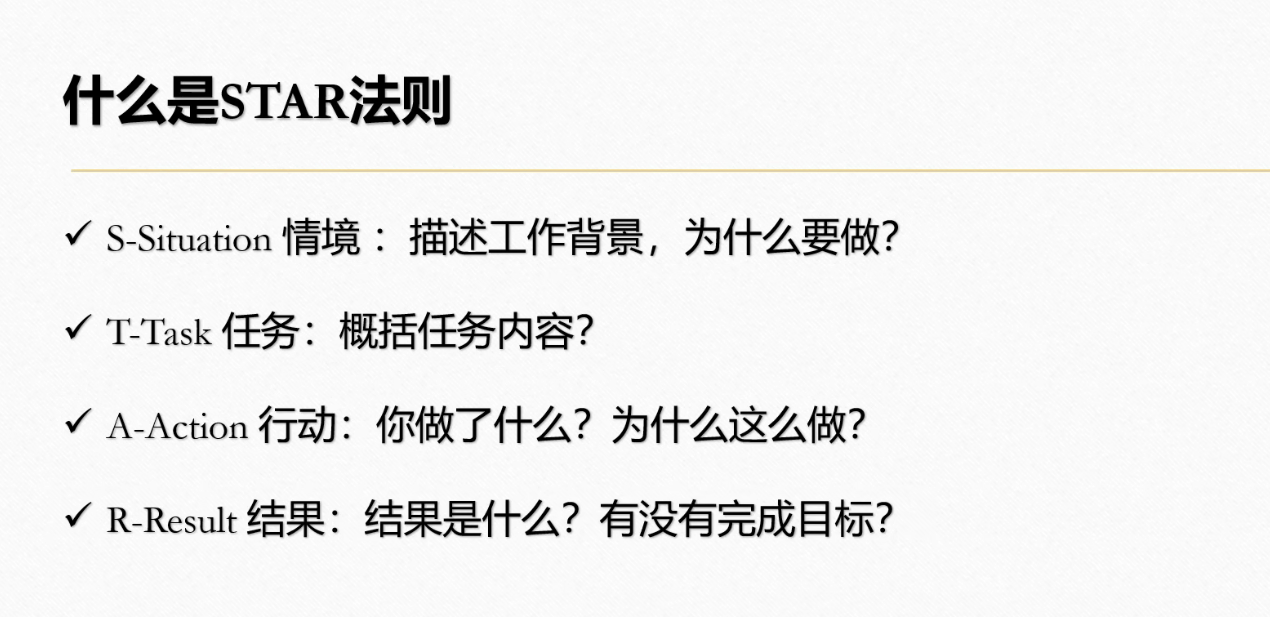 什么是STAR法则
✓ S-Situation 情境 ：描述工作背景，为什么要做？
✓ T-Task 任务：概括任务内容？
✓ A-Action 行动：你做了什么？为什么这么做？
✓ R-Result 结果：结果是什么？有没有完成目标？